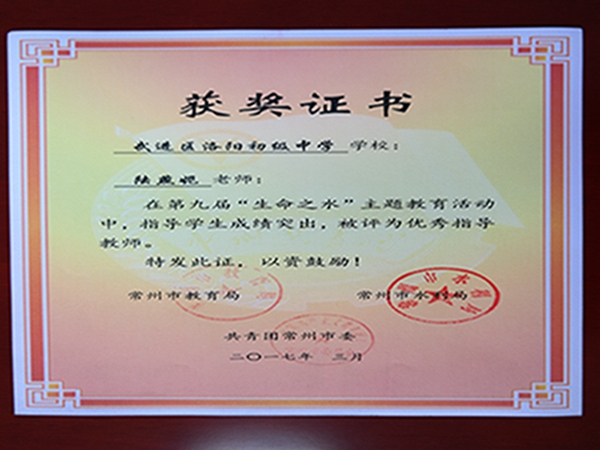 获奖证书
武进区洛阳初级中学 学校:
陆燕 老师:
在第九届“生命之水”主题教育活动
中,指导学生成绩突出,被评为优秀指导
教师。
特发此证,以资鼓励!
常州市教育局 常州市水利局
共青团常州市委
二〇一七年 三月